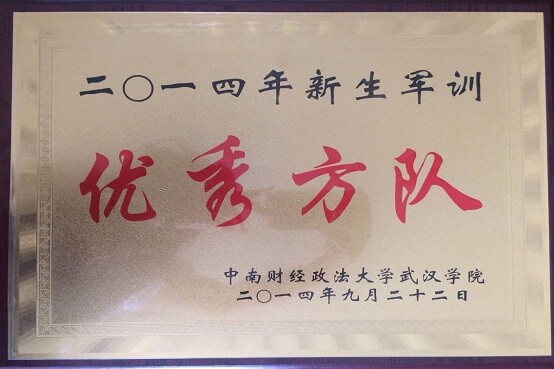 二〇一四年新生军训
优秀方队
中南财经政法大学武汉学院
二〇一四年九月二十二日